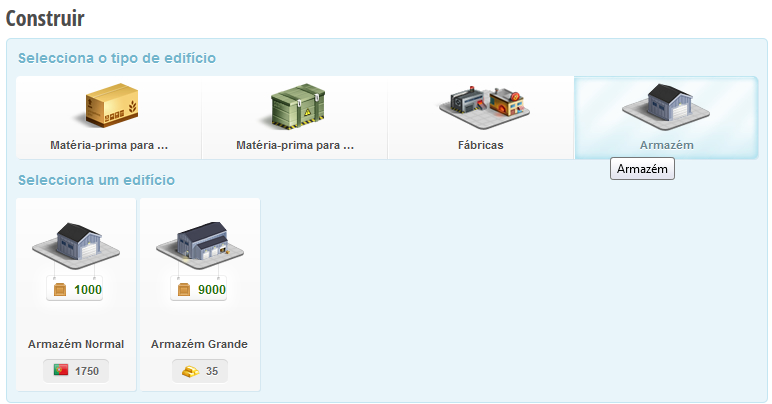 Construir
Selecciona o tipo de edifício
Matéria-prima para ...
Matéria-prima para ...
Fábricas
Armazém
Armazém
Selecciona um edifício
1000
9000
Armazém Normal
Armazém Grande
1750
35